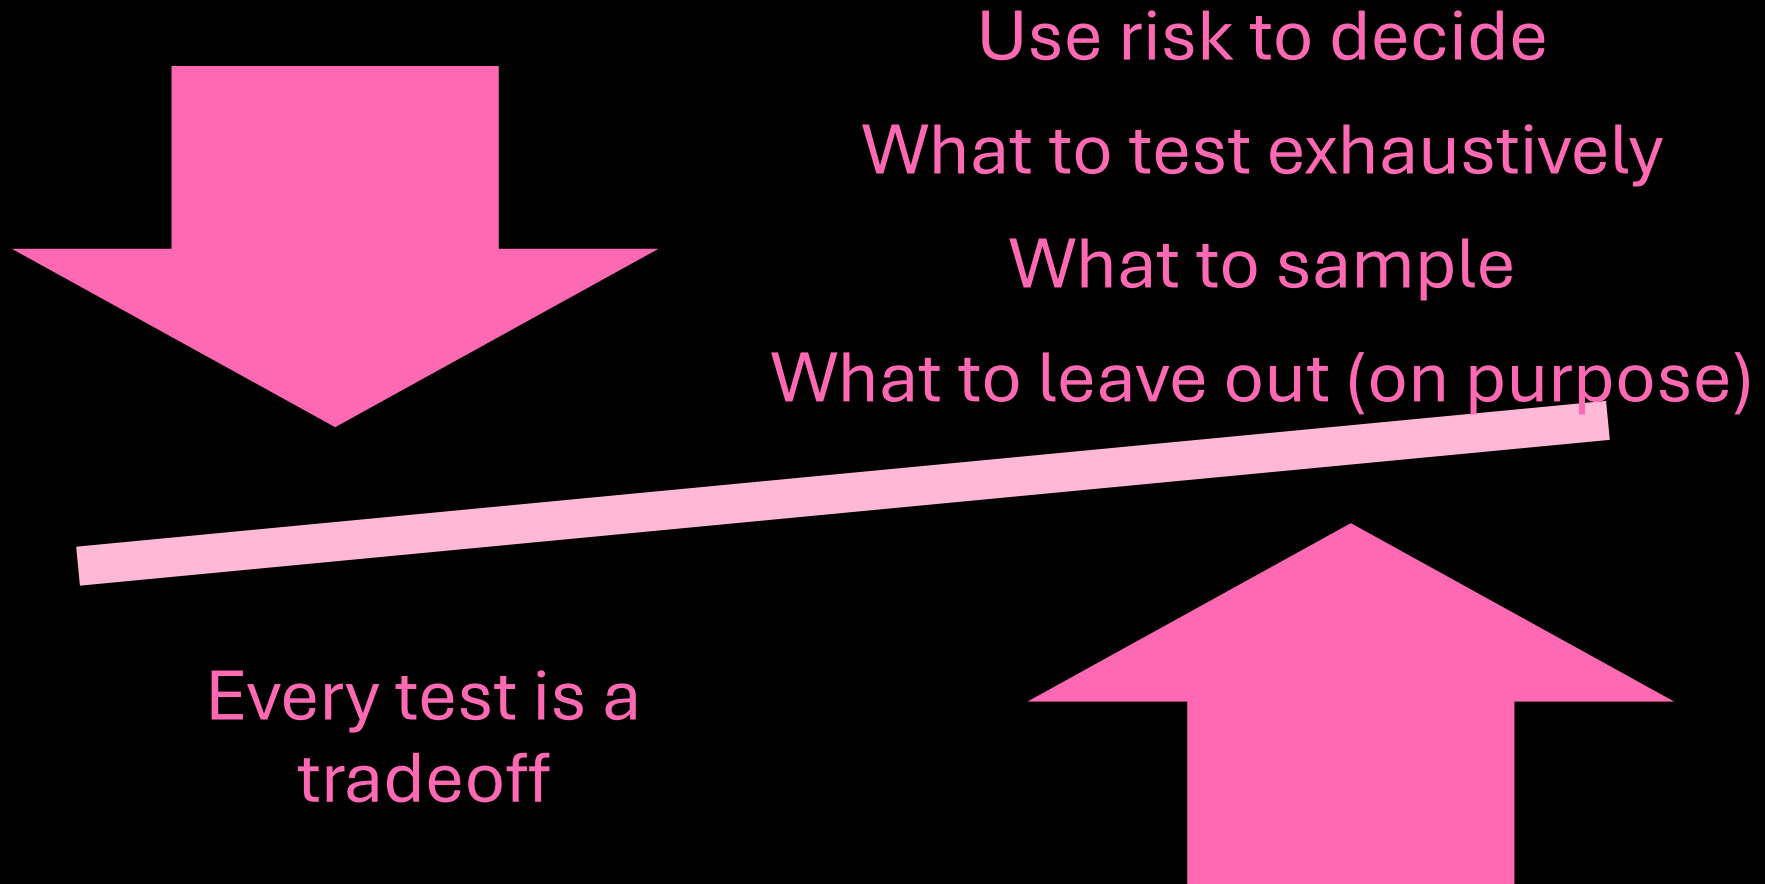 Use risk to decide
What to test exhaustively
What to sample
What to leave out (on purpose)
Every test is a
tradeoff